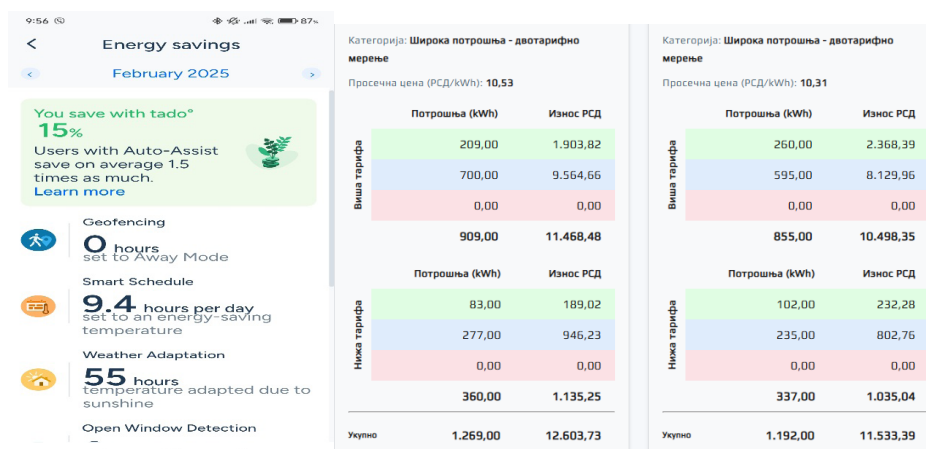 9:56 87%
Energy savings
February 2025
You save with tado°
15%
Users with Auto-Assist
save on average 1.5
times as much.
Learn more
Geofencing
0 hours
set to Away Mode
Smart Schedule
9.4 hours per day
set to an energy-saving
temperature
Weather Adaptation
55 hours
temperature adapted due to
sunshine
Open Window Detection
Категорија: Широка потрошња - двотарифно
мерење
Просечна цена (РСД/kWh): 10,53
Потрошња (kWh) Износ РСД
Виша тарифа
209,00 1.903,82
700,00 9.564,66
0,00 0,00
909,00 11.468,48
Потрошња (kWh) Износ РСД
Нижа тарифа
83,00 189,02
277,00 946,23
0,00 0,00
360,00 1.135,25
Укупно 1.269,00 12.603,73
Категорија: Широка потрошња - двотарифно
мерење
Просечна цена (РСД/kWh): 10,31
Потрошња (kWh) Износ РСД
Виша тарифа
260,00 2.368,39
595,00 8.129,96
0,00 0,00
855,00 10.498,35
Потрошња (kWh) Износ РСД
Нижа тарифа
102,00 232,28
235,00 802,76
0,00 0,00
337,00 1.035,04
Укупно 1.192,00 11.533,39